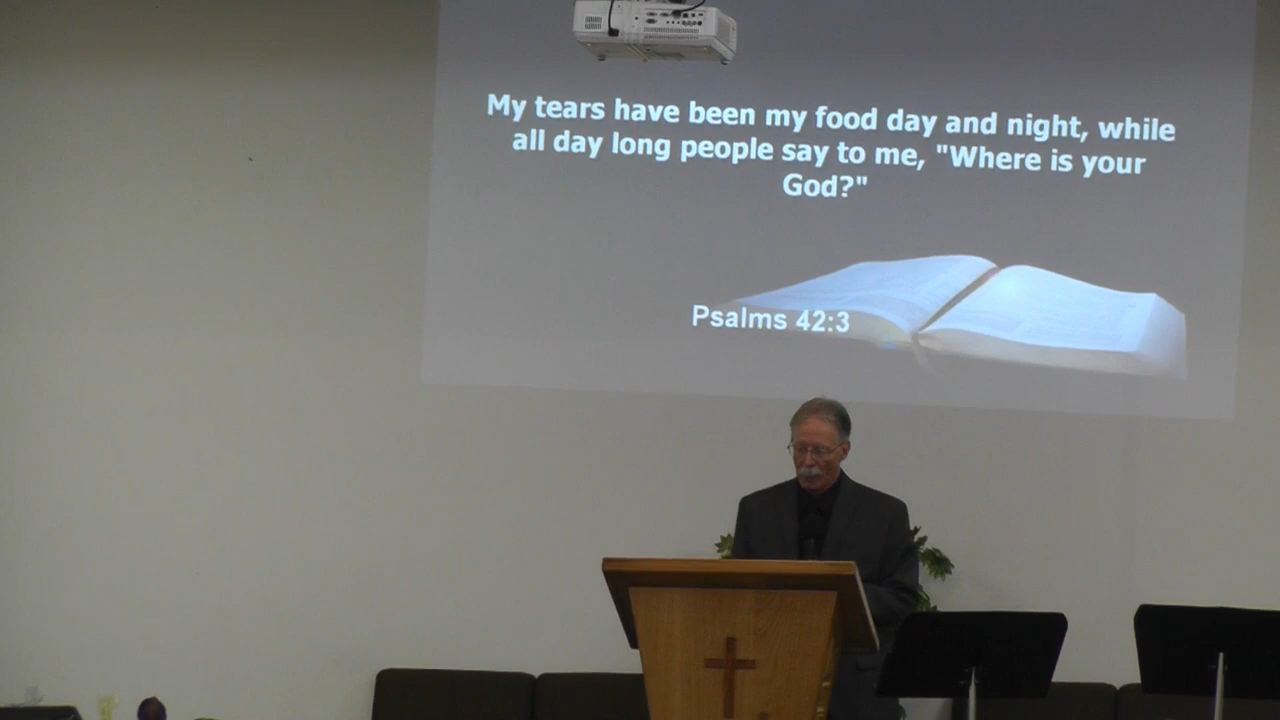 My tears have been my food day and night, while
all day long people say to me, "Where is your
God?"
Psalms 42:3